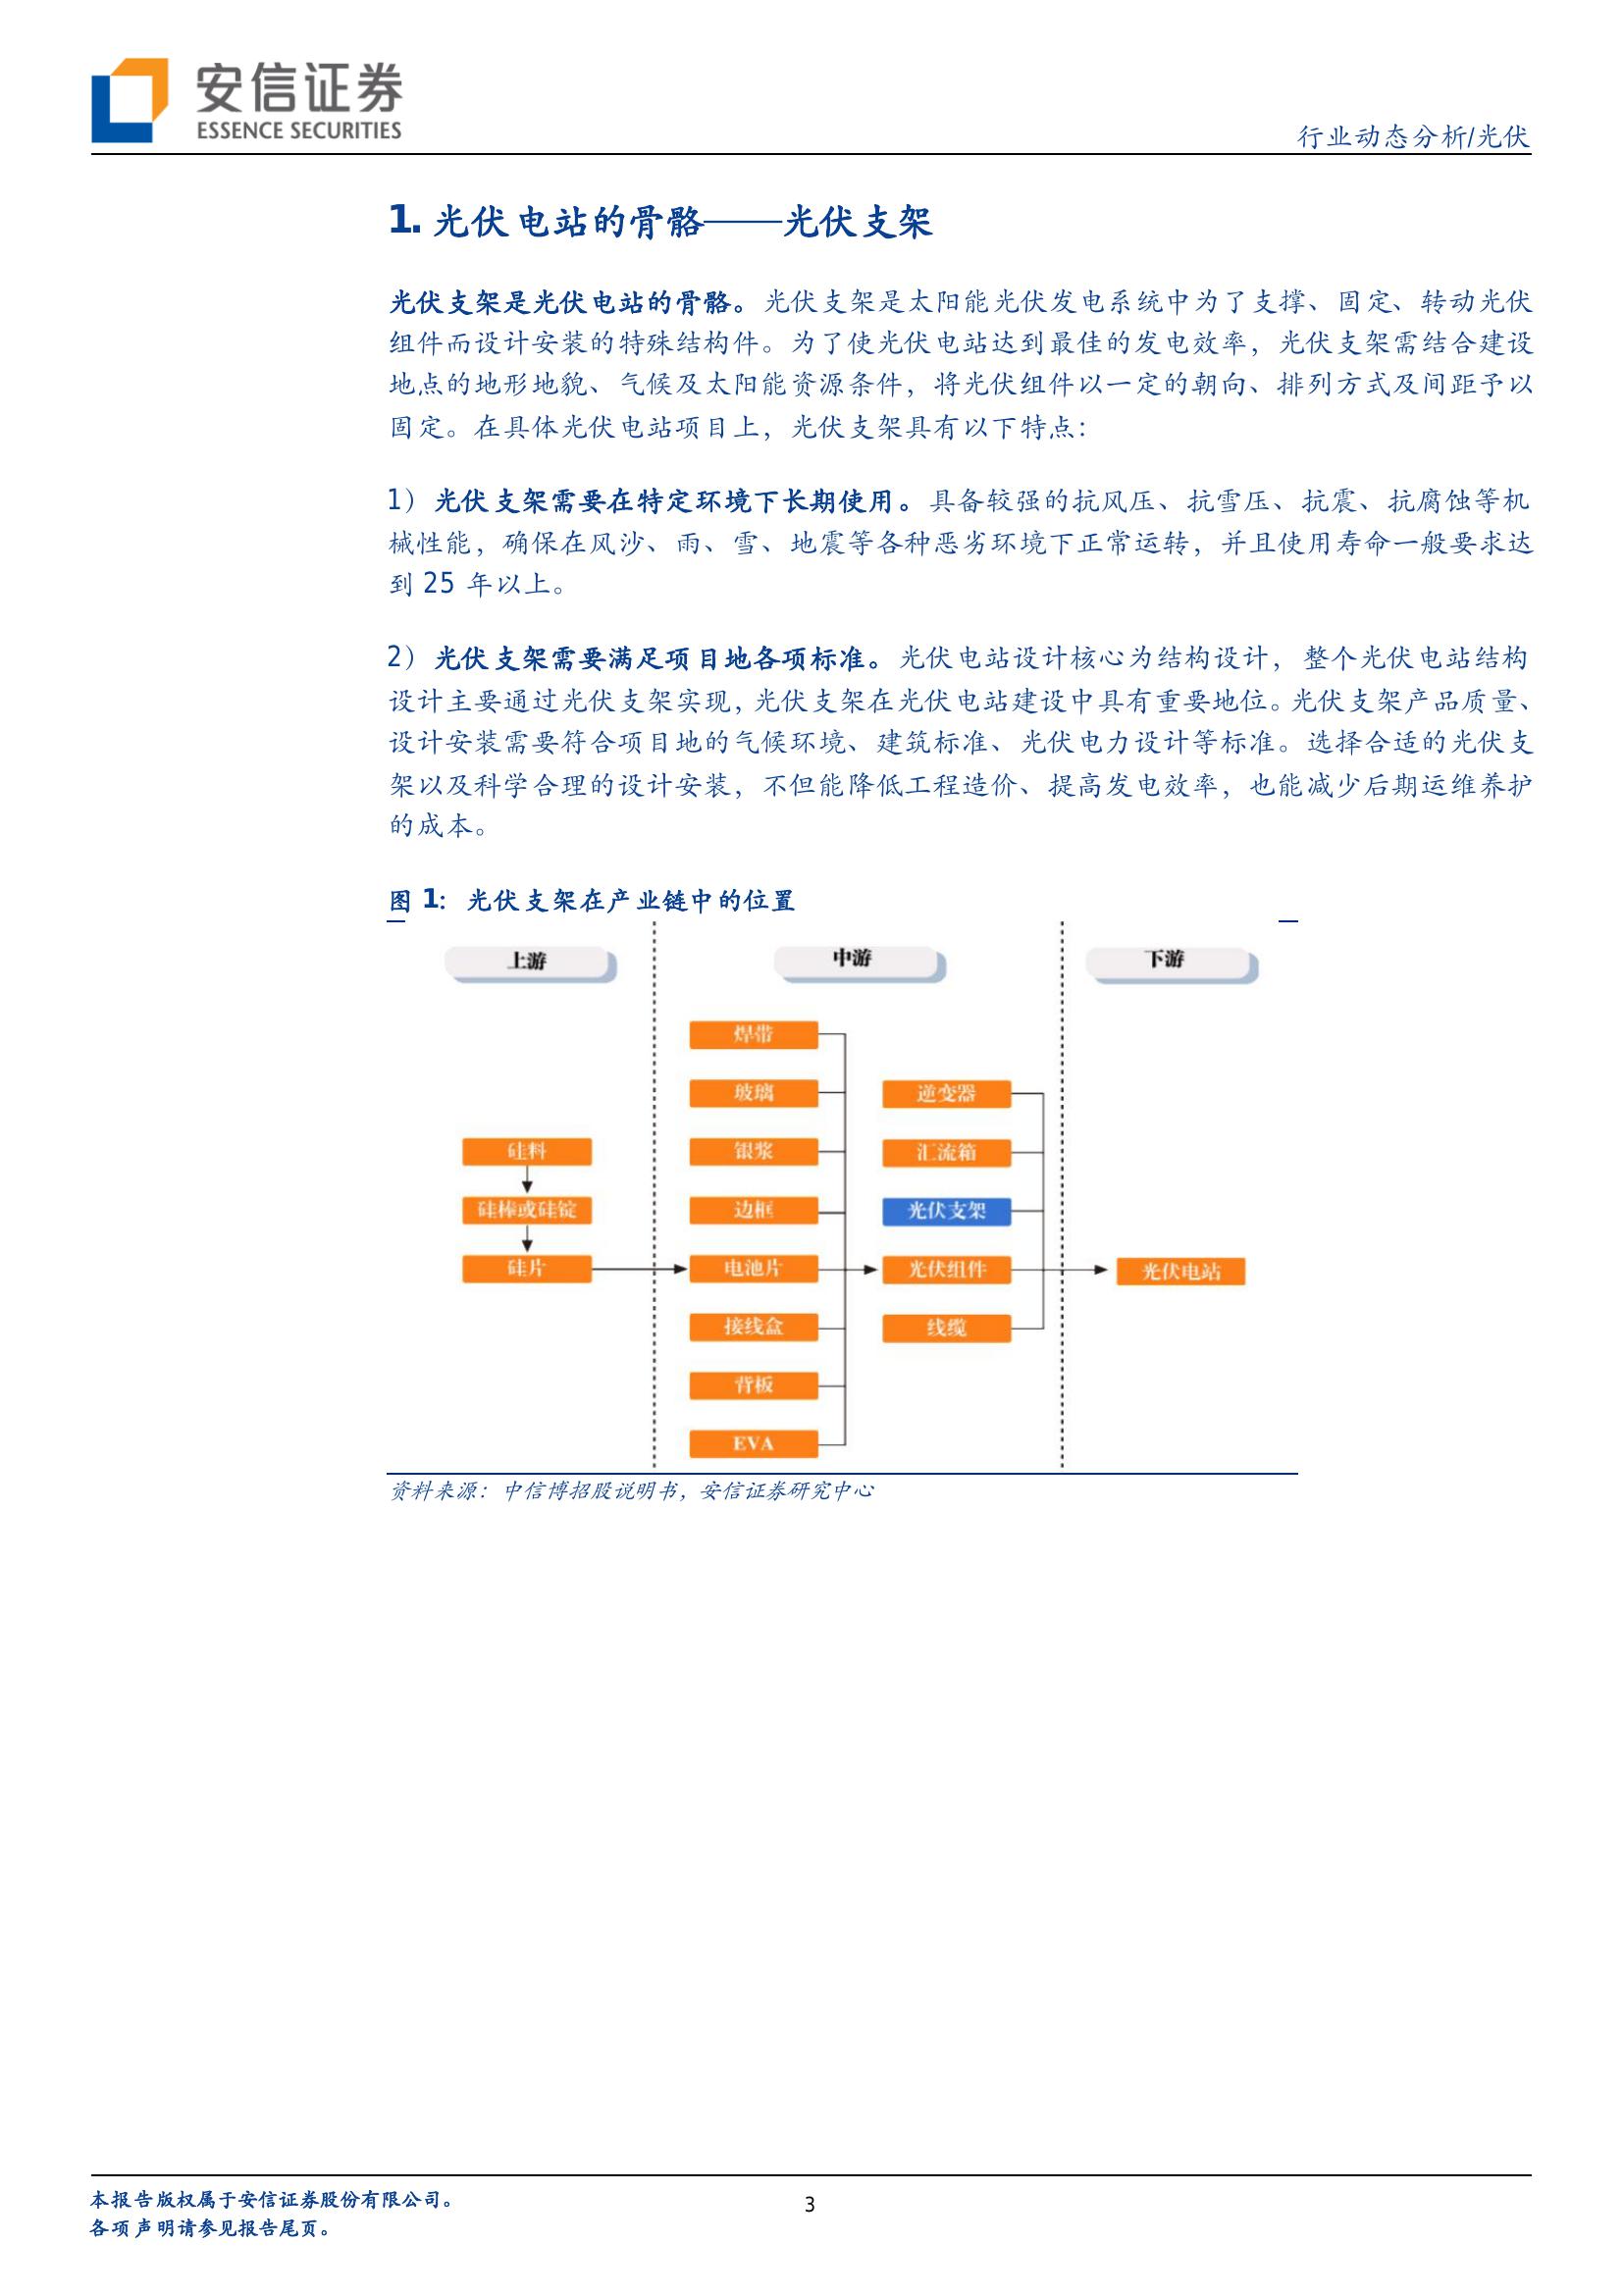 安信证券
ESSENCE SECURITIES
行业动态分析/光伏
1. 光伏电站的骨骼——光伏支架
光伏支架是光伏电站的骨骼。光伏支架是太阳能光伏发电系统中为了支撑、固定、转动光伏
组件而设计安装的特殊结构件。为了使光伏电站达到最佳的发电效率，光伏支架需结合建设
地点的地形地貌、气候及太阳能资源条件，将光伏组件以一定的朝向、排列方式及间距予以
固定。在具体光伏电站项目上，光伏支架具有以下特点：
1）光伏支架需要在特定环境下长期使用。具备较强的抗风压、抗雪压、抗震、抗腐蚀等机
械性能，确保在风沙、雨、雪、地震等各种恶劣环境下正常运转，并且使用寿命一般要求达
到 25 年以上。
2）光伏支架需要满足项目地各项标准。光伏电站设计核心为结构设计，整个光伏电站结构
设计主要通过光伏支架实现，光伏支架在光伏电站建设中具有重要地位。光伏支架产品质量、
设计安装需要符合项目地的气候环境、建筑标准、光伏电力设计等标准。选择合适的光伏支
架以及科学合理的设计安装，不但能降低工程造价、提高发电效率，也能减少后期运维养护
的成本。
图 1：光伏支架在产业链中的位置
上游
中游
下游
硅料
硅棒或硅锭
硅片
焊带
玻璃
银浆
边框
电池片
接线盒
背板
EVA
逆变器
汇流箱
光伏支架
光伏组件
线缆
光伏电站
资料来源：中信博招股说明书，安信证券研究中心
本报告版权属于安信证券股份有限公司。
各项声明请参见报告尾页。
3